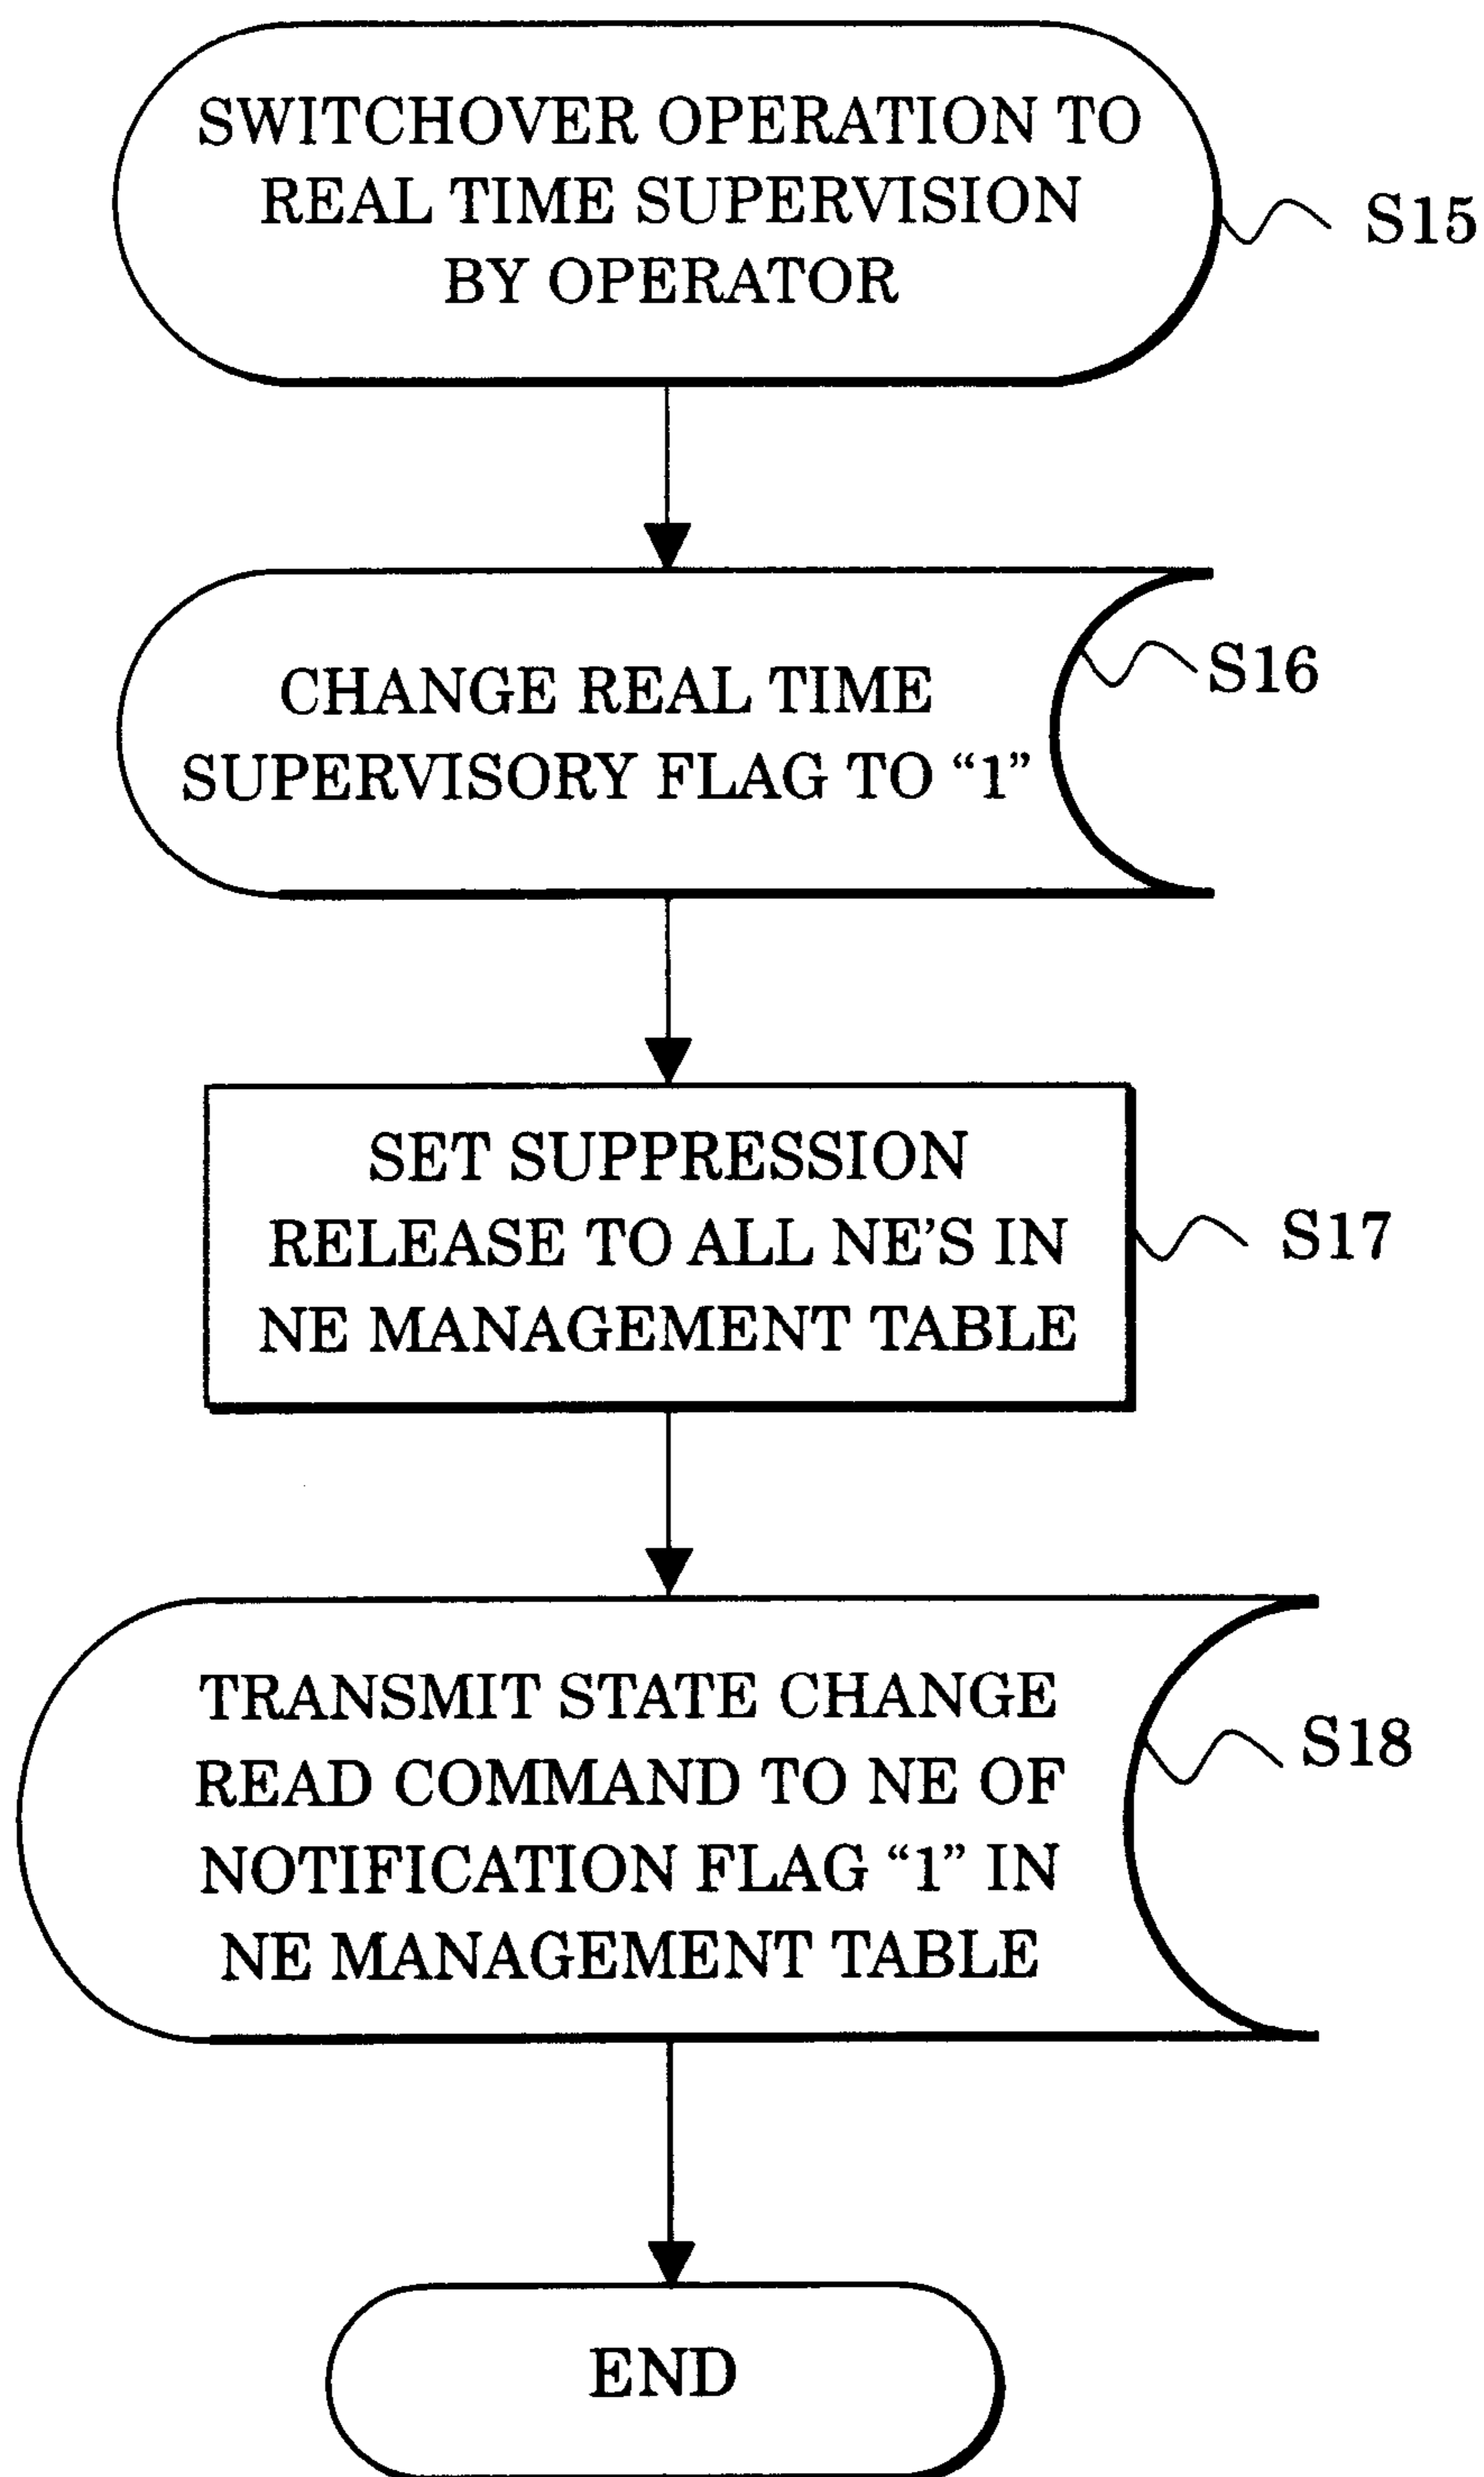 SWITCHOVER OPERATION TO
REAL TIME SUPERVISION
BY OPERATOR
S15
CHANGE REAL TIME
SUPERVISORY FLAG TO “1”
S16
SET SUPPRESSION
RELEASE TO ALL NE’S IN
NE MANAGEMENT TABLE
S17
TRANSMIT STATE CHANGE
READ COMMAND TO NE OF
NOTIFICATION FLAG “1” IN
NE MANAGEMENT TABLE
S18
END